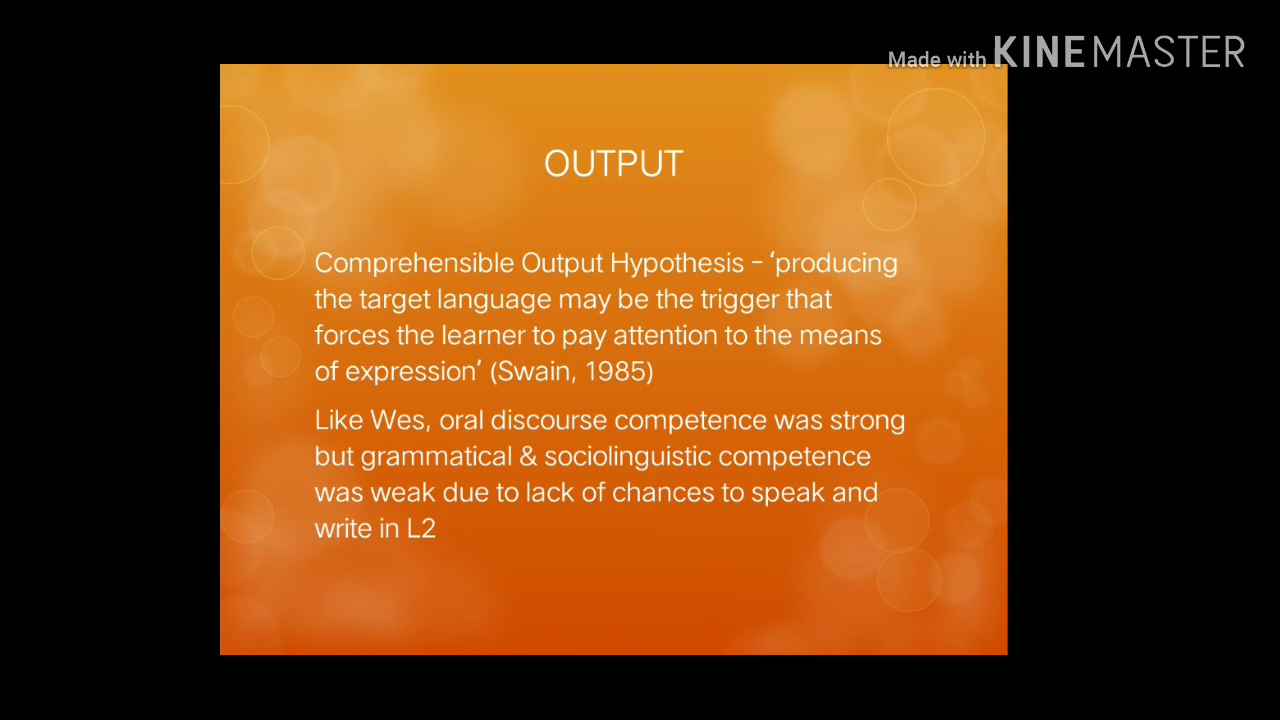 Made with KINEMASTER
OUTPUT
Comprehensible Output Hypothesis – ‘producing
the target language may be the trigger that
forces the learner to pay attention to the means
of expression’ (Swain, 1985)
Like Wes, oral discourse competence was strong
but grammatical & sociolinguistic competence
was weak due to lack of chances to speak and
write in L2